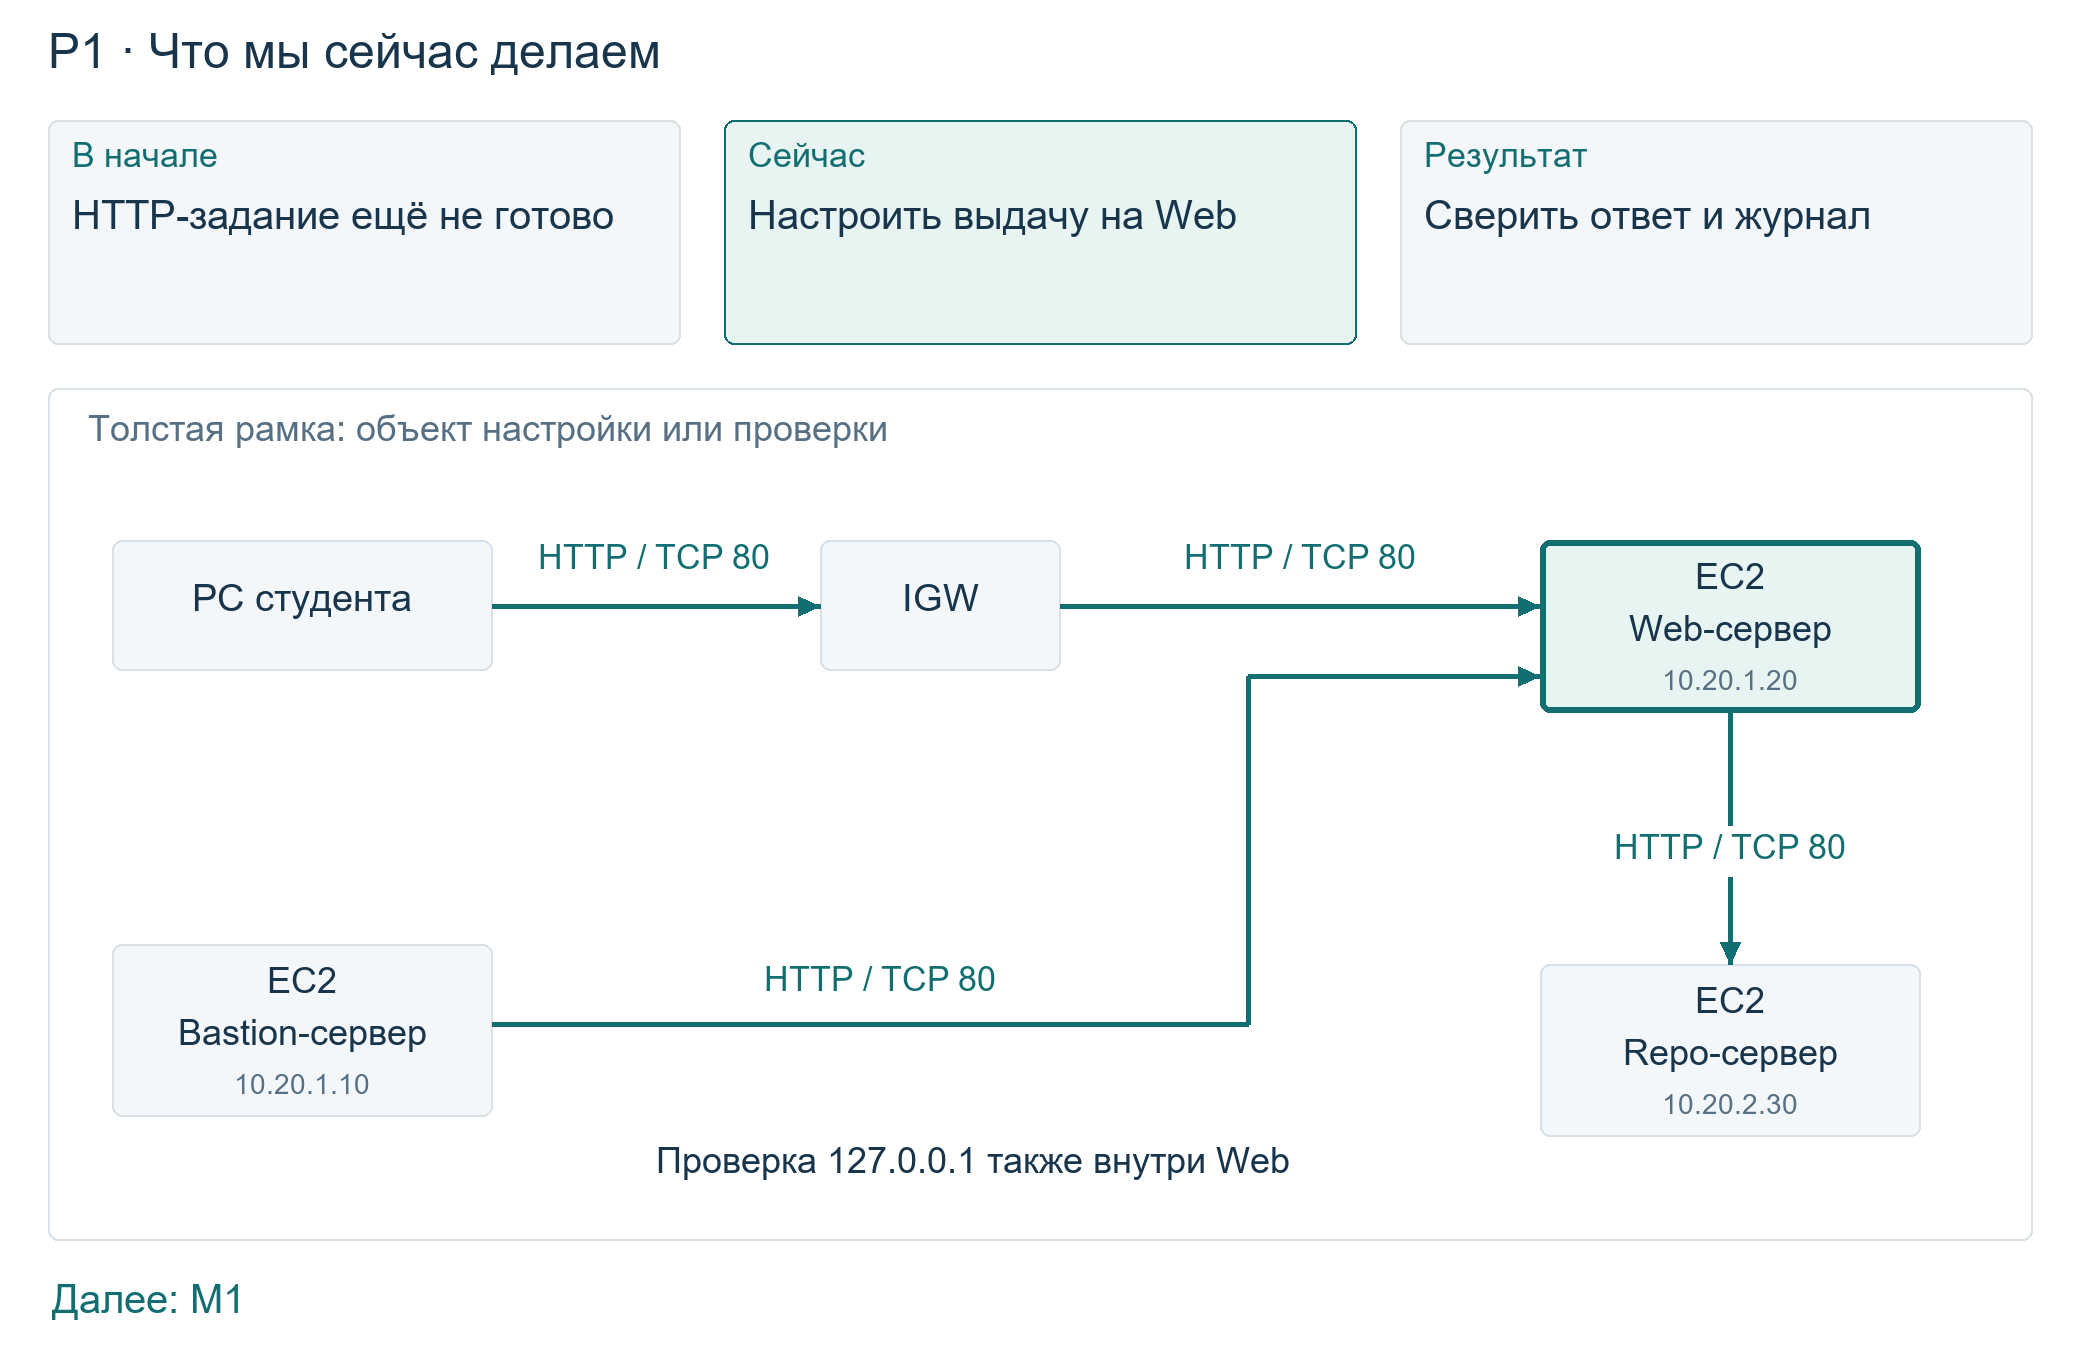 P1 · Что мы сейчас делаем
В начале
HTTP-задание ещё не готово
Сейчас
Настроить выдачу на Web
Результат
Сверить ответ и журнал
Толстая рамка: объект настройки или проверки
PC студента
HTTP / TCP 80
IGW
HTTP / TCP 80
EC2
Web-сервер
10.20.1.20
HTTP / TCP 80
EC2
Bastion-сервер
10.20.1.10
HTTP / TCP 80
EC2
Repo-сервер
10.20.2.30
Проверка 127.0.0.1 также внутри Web
Далее: M1